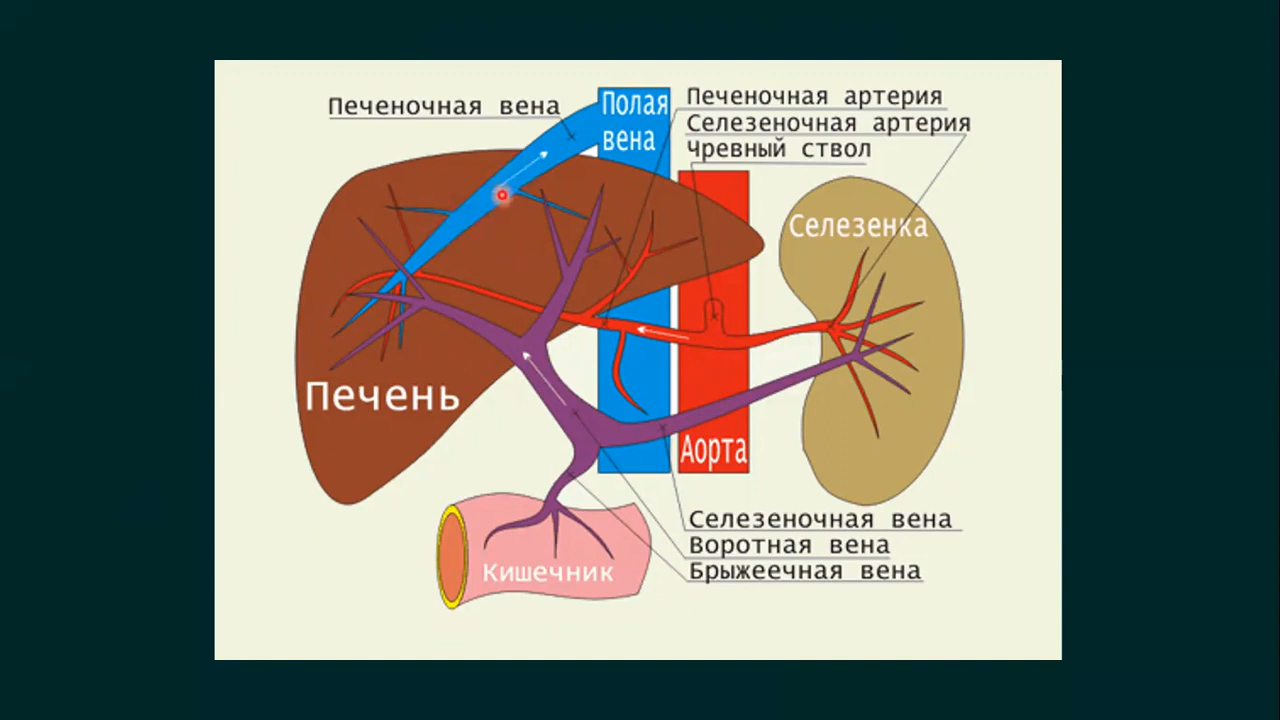 Печеночная вена
Полая
вена
Печеночная артерия
Селезеночная артерия
Чревный ствол
Селезенка
Печень
Аорта
Селезеночная вена
Воротная вена
Брыжеечная вена
Кишечник